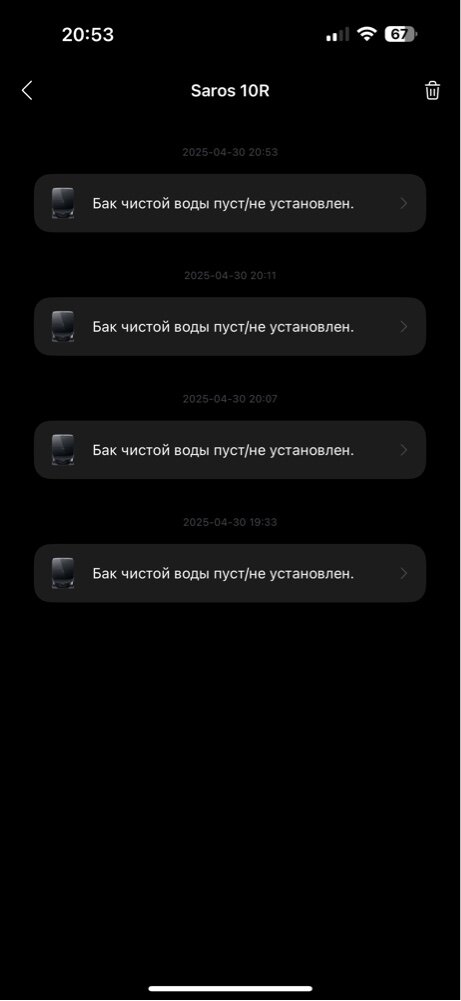 20:53
67
Saros 10R
2025-04-30 20:53
Бак чистой воды пуст/не установлен.
2025-04-30 20:11
Бак чистой воды пуст/не установлен.
2025-04-30 20:07
Бак чистой воды пуст/не установлен.
2025-04-30 19:33
Бак чистой воды пуст/не установлен.